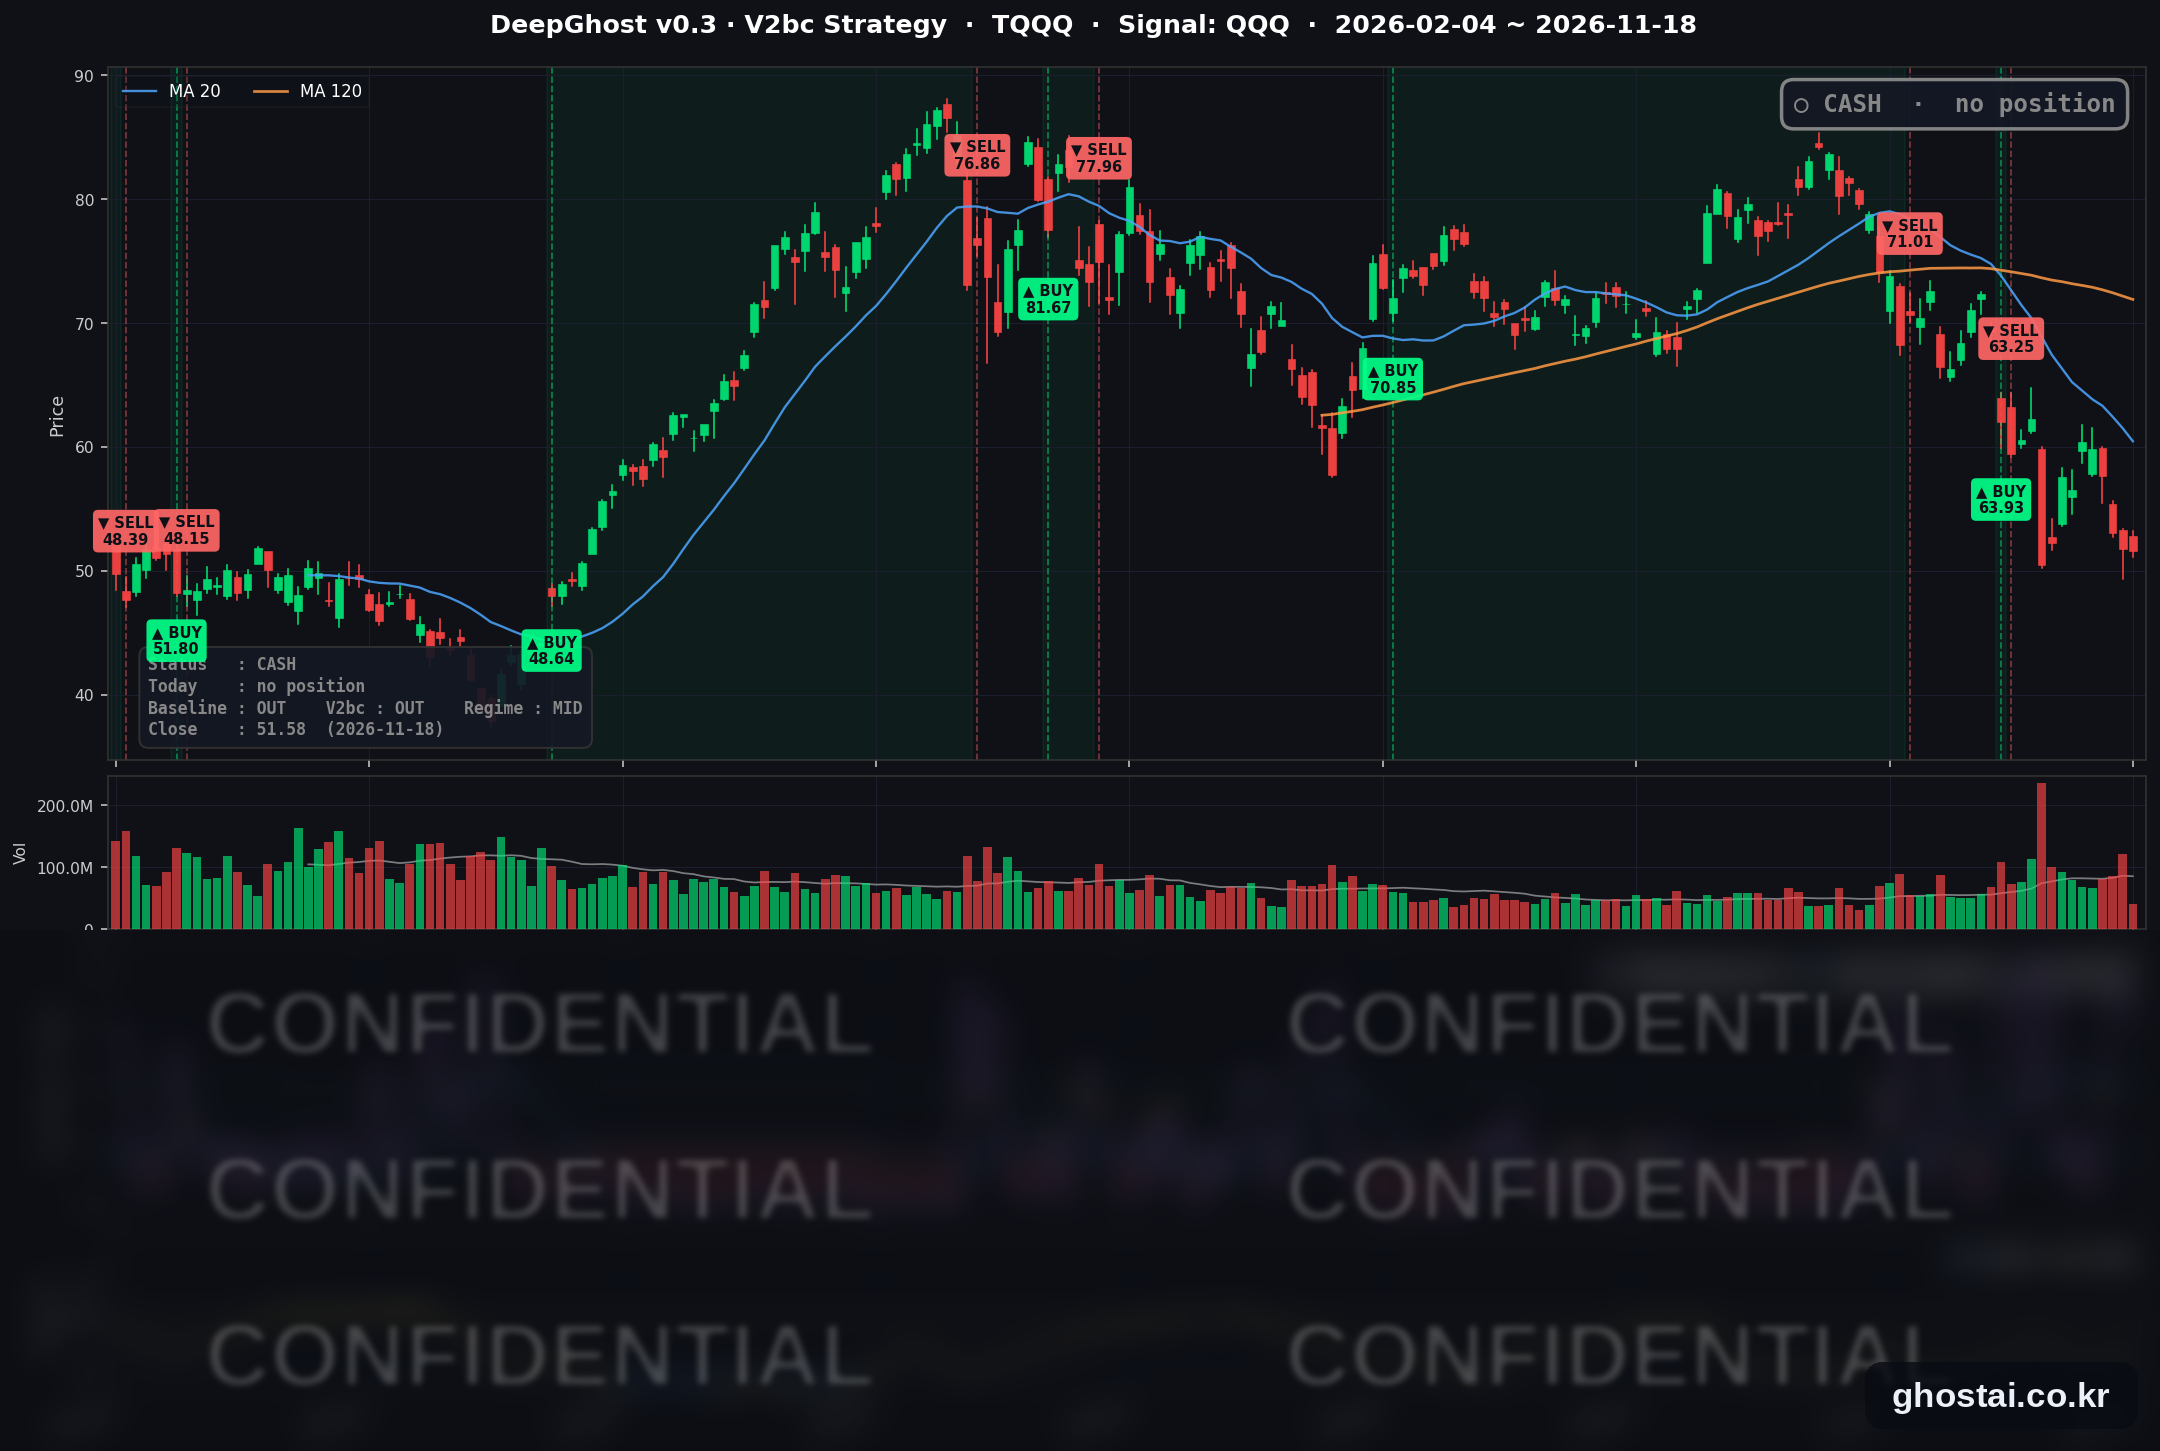 DeepGhost v0.3 · V2bc Strategy · TQQQ · Signal: QQQ · 2026-02-04 ~ 2026-11-18
MA 20
MA 120
○ CASH · no position
Price
90
80
70
60
50
40
▼ SELL
48.39
▼ SELL
48.15
▲ BUY
51.80
▲ BUY
48.64
▼ SELL
76.86
▲ BUY
81.67
▼ SELL
77.96
▲ BUY
70.85
▼ SELL
71.01
▼ SELL
63.25
▲ BUY
63.93
Status : CASH
Today : no position
Baseline : OUT V2bc : OUT Regime : MID
Close : 51.58 (2026-11-18)
Vol
200.0M
100.0M
0
CONFIDENTIAL CONFIDENTIAL
CONFIDENTIAL CONFIDENTIAL
CONFIDENTIAL CONFIDENTIAL
ghostai.co.kr